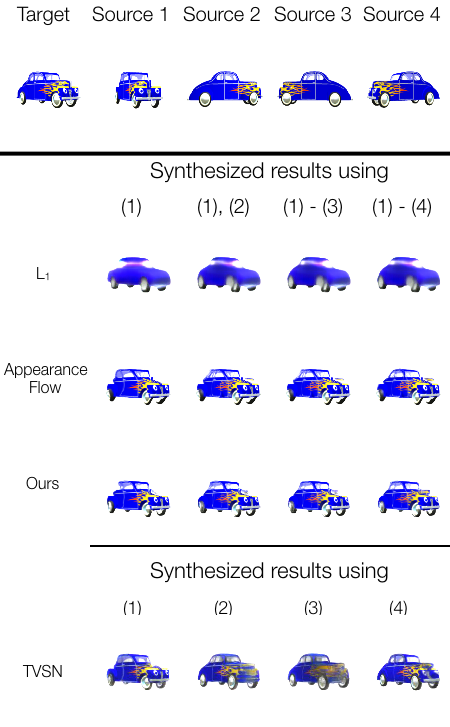 Target Source 1 Source 2 Source 3 Source 4
Synthesized results using
(1) (1), (2) (1) - (3) (1) - (4)
L1
Appearance
Flow
Ours
Synthesized results using
(1) (2) (3) (4)
TVSN